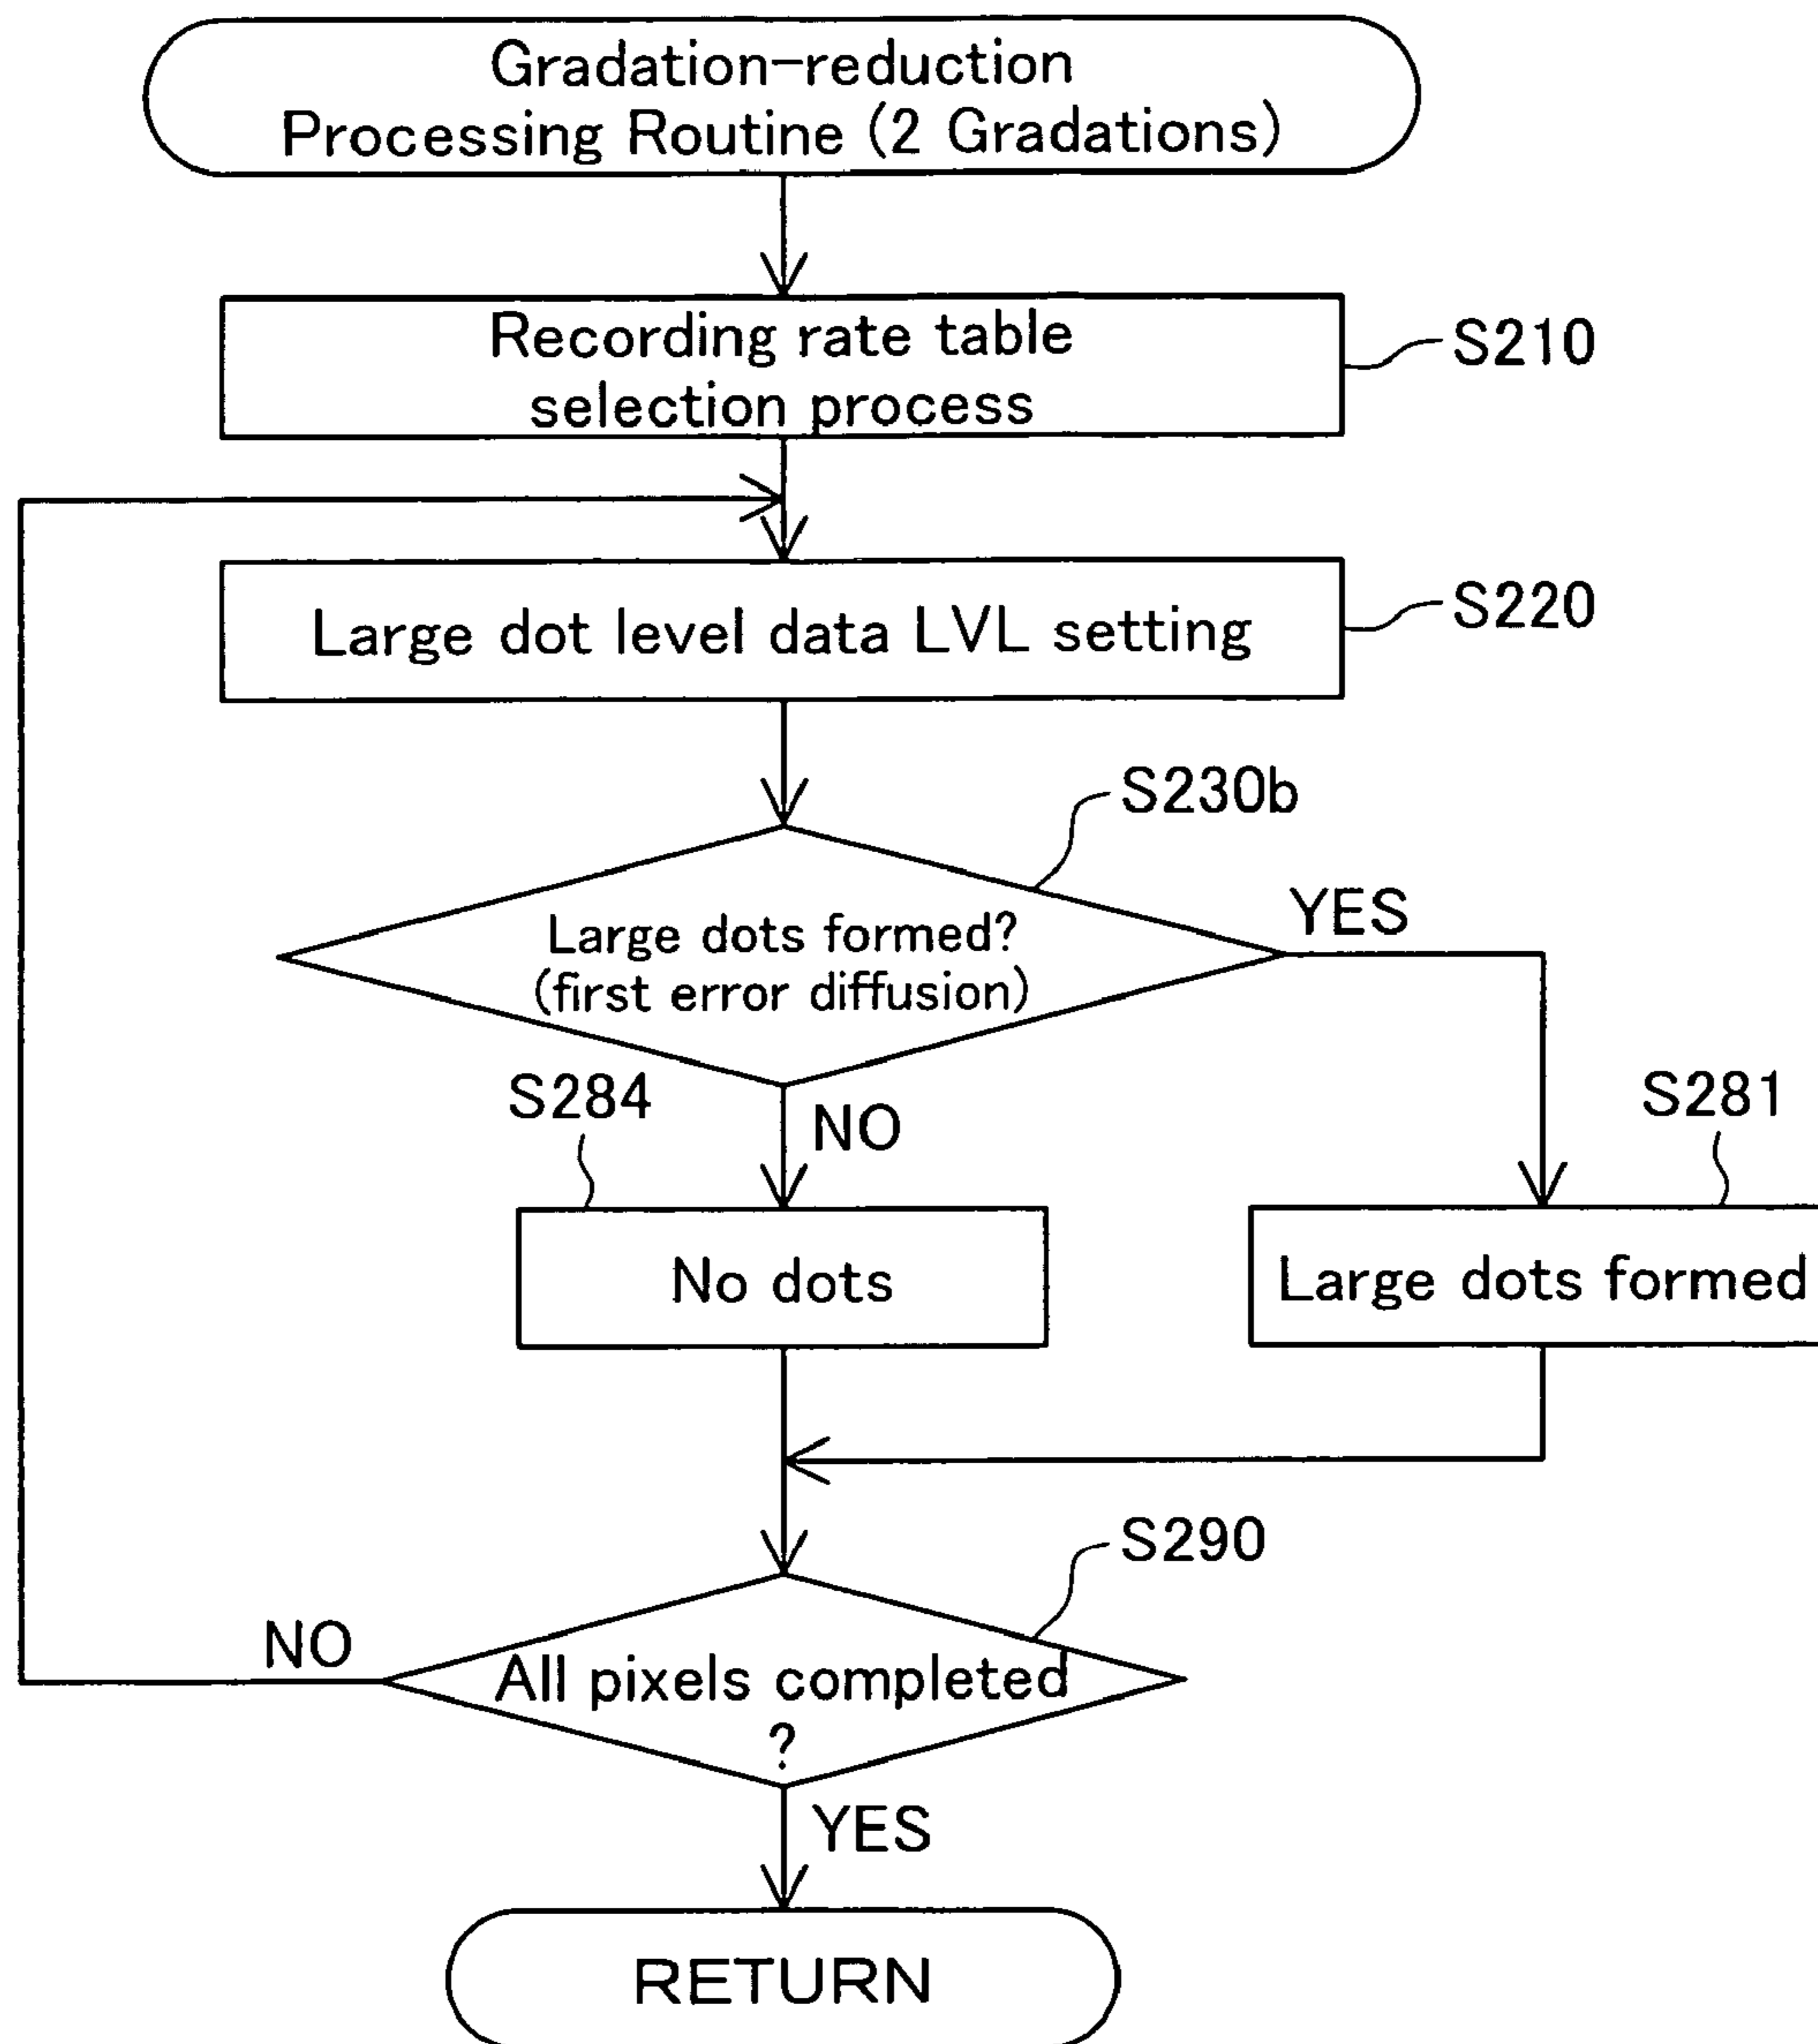 Gradation-reduction
Processing Routine (2 Gradations)
Recording rate table
selection process
S210
Large dot level data LVL setting
S220
S230b
Large dots formed?
(first error diffusion)
YES
NO
S284
S281
No dots
Large dots formed
S290
All pixels completed
?
NO
YES
RETURN